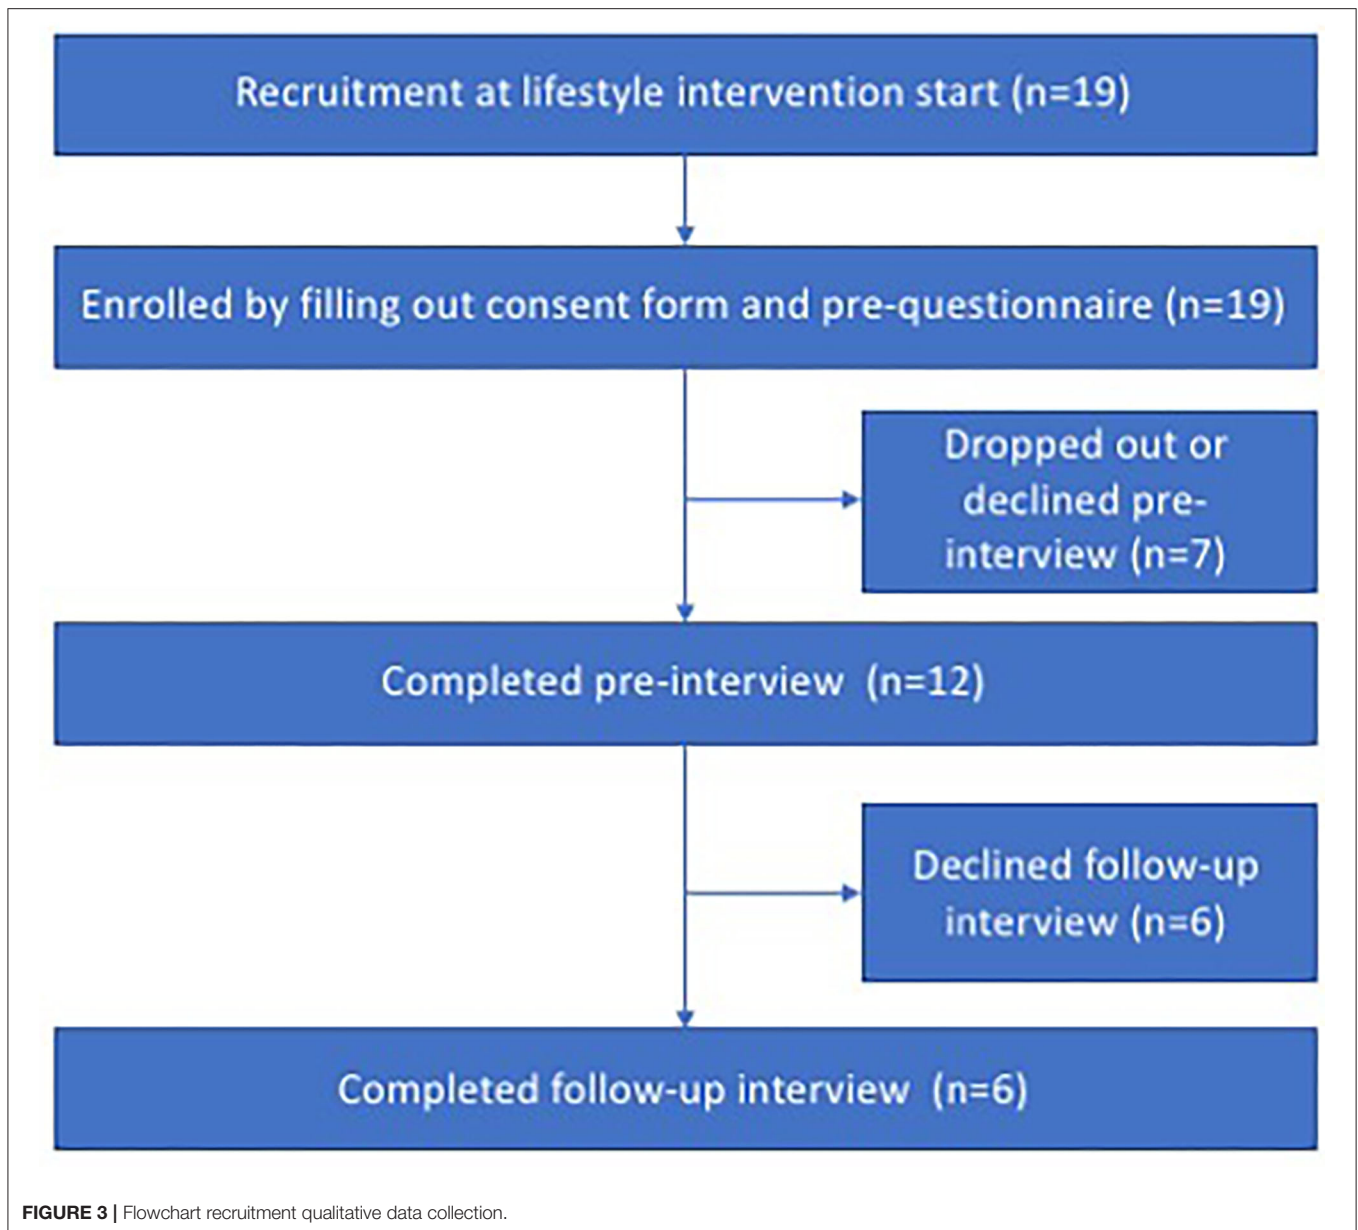 Recruitment at lifestyle intervention start (n=19)
Enrolled by filling out consent form and pre-questionnaire (n=19)
Dropped out or
declined pre-
interview (n=7)
Completed pre-interview (n=12)
Declined follow-up
interview (n=6)
Completed follow-up interview (n=6)
FIGURE 3 | Flowchart recruitment qualitative data collection.